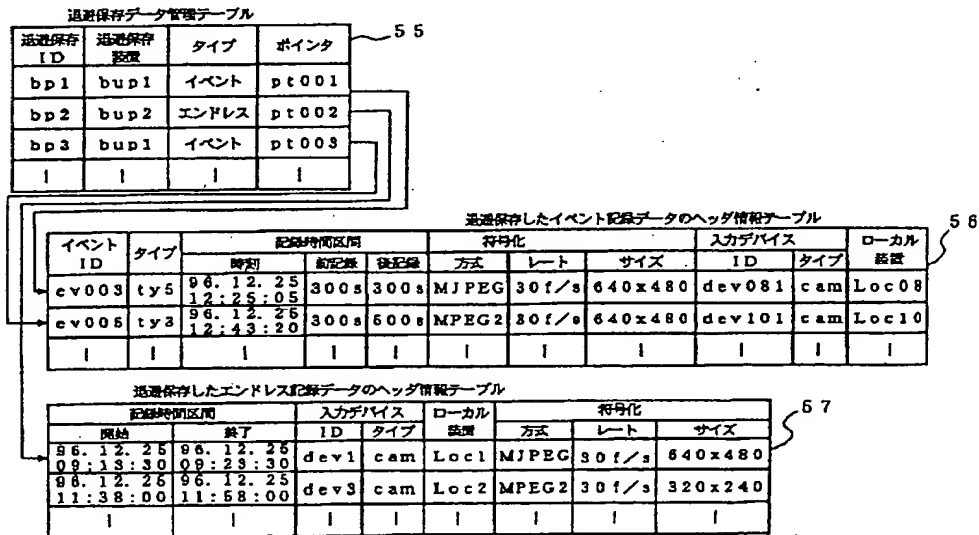 退避保存データ管理テーブル
55
退避保存ID 退避保存装置 タイプ ポインタ
bp1 bup1 イベント pt001
bp2 bup2 エンドレス pt002
bp3 bup1 イベント pt003
退避保存したイベント記録データのヘッダ情報テーブル
56
イベントID タイプ 記録時間区間 符号化 入力デバイス ローカル装置
時刻 前記録 後記録 方式 レート サイズ ID タイプ
ev003 ty5 96.12.25 12:25:05 300s 300s MJPEG 30f/s 640x480 dev081 cam Loc08
ev005 ty3 96.12.25 12:43:20 300s 600s MPEG2 30f/s 640x480 dev101 cam Loc10
退避保存したエンドレス記録データのヘッダ情報テーブル
57
記録時間区間 入力デバイス ローカル装置 符号化
開始 終了 ID タイプ 方式 レート サイズ
96.12.25 09:13:30 96.12.25 09:23:30 dev1 cam Loc1 MJPEG 30f/s 640x480
96.12.25 11:38:00 96.12.25 11:58:00 dev3 cam Loc2 MPEG2 30f/s 320x240